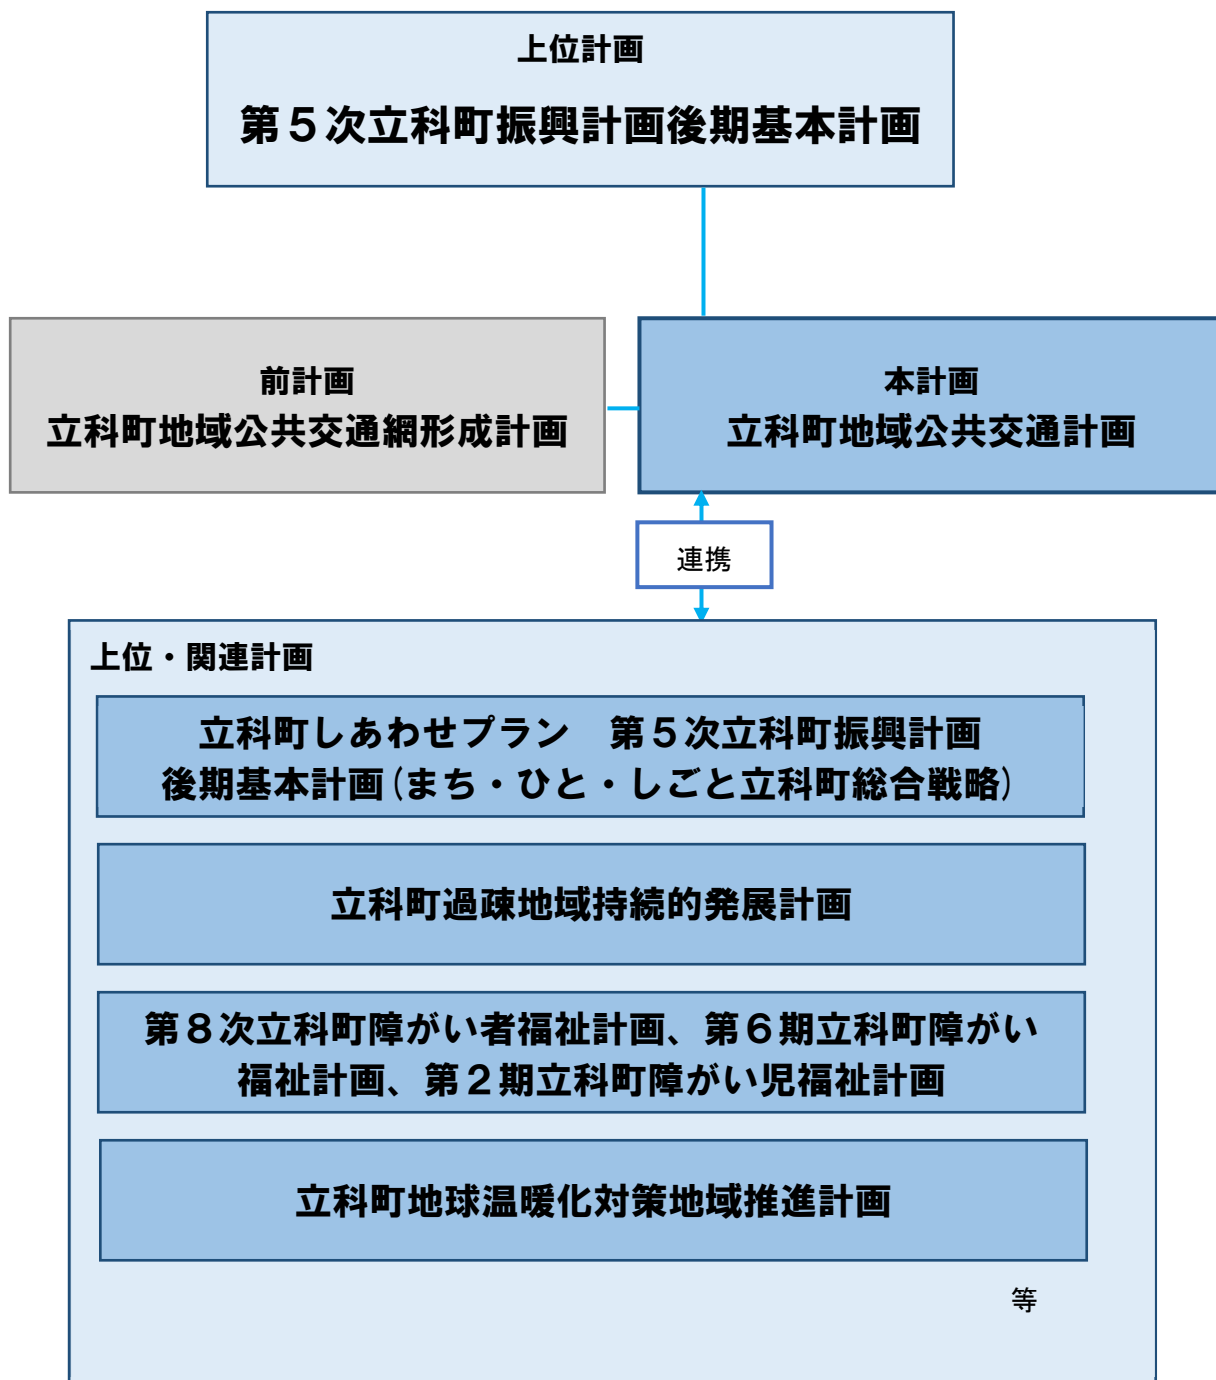 上位計画
第５次立科町振興計画後期基本計画
前計画
立科町地域公共交通網形成計画
本計画
立科町地域公共交通計画
連携
上位・関連計画
立科町しあわせプラン　第５次立科町振興計画
後期基本計画(まち・ひと・しごと立科町総合戦略)
立科町過疎地域持続的発展計画
第８次立科町障がい者福祉計画、第６期立科町障がい
福祉計画、第２期立科町障がい児福祉計画
立科町地球温暖化対策地域推進計画
等